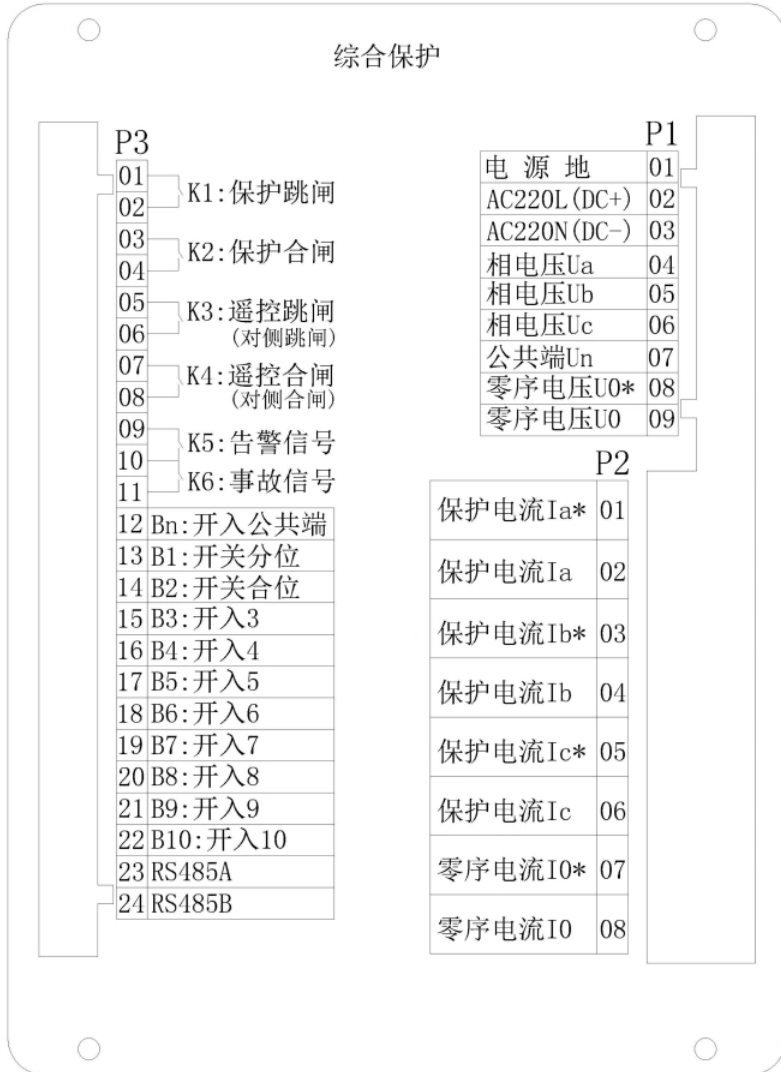 综合保护
P3
01
02
K1:保护跳闸
03
04
K2:保护合闸
05
06
K3:遥控跳闸
(对侧跳闸)
07
08
K4:遥控合闸
(对侧合闸)
09
10
11
K5:告警信号
K6:事故信号
12 Bn:开入公共端
13 B1:开关分位
14 B2:开关合位
15 B3:开入3
16 B4:开入4
17 B5:开入5
18 B6:开入6
19 B7:开入7
20 B8:开入8
21 B9:开入9
22 B10:开入10
23 RS485A
24 RS485B
P1
电 源 地 01
AC220L(DC+) 02
AC220N(DC-) 03
相电压Ua 04
相电压Ub 05
相电压Uc 06
公共端Un 07
零序电压U0* 08
零序电压U0 09
P2
保护电流Ia* 01
保护电流Ia 02
保护电流Ib* 03
保护电流Ib 04
保护电流Ic* 05
保护电流Ic 06
零序电流I0* 07
零序电流I0 08